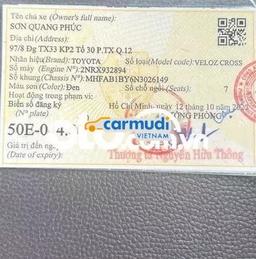 Tên chủ xe (Owner's full name):
SƠN QUANG PHÚC
Địa chỉ (Address):
97/8 Đg TX33 KP2 Tổ 30 P.TX Q.12
Nhãn hiệu(Brand): TOYOTA Số loại(Model code): VELOZ CROSS
Số máy (Engine N°): 2NRX932894
Số khung(Chassis N°): MHFAB1BY6N3026149
Màu sơn (Color): Đen Số chỗ ngồi (Seats): 7
Hoạt động trong phạm vi:
Biển số đăng ký Hồ Chí Minh, ngày 12 tháng 10 năm
(N° plate)
50E-0 4.
carmudi
VIETNAM
Giá trị đến ng
(Date of expiry):
Thượng tá Nguyễn Hữu Thông